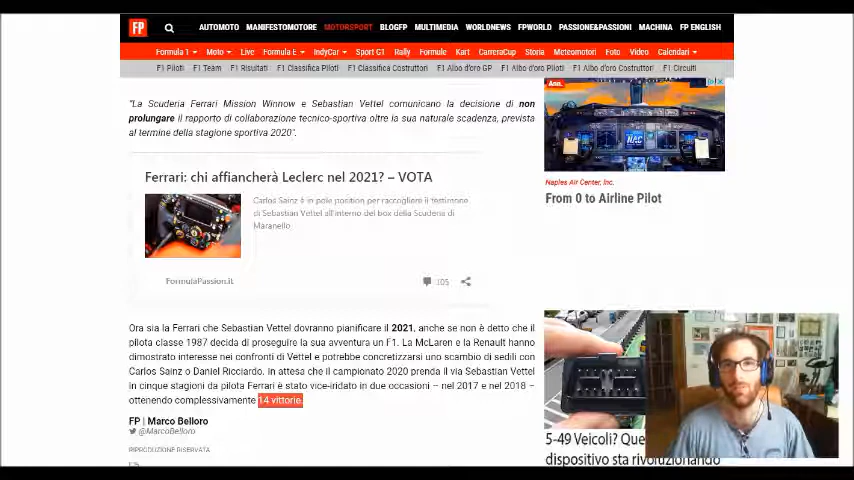 FP
AUTOMOTO MANIFESTOMOTORE MOTORSPORT BLOGFP MULTIMEDIA WORLDNEWS FPWORLD PASSIONE&PASSIONI MACHINA FP ENGLISH
Formula 1 Moto Live Formula E IndyCar Sport GT Rally Formule Kart CarreraCup Storia Meteomotori Foto Video Calendari
F1 Piloti F1 Team F1 Risultati F1 Classifica Piloti F1 Classifica Costruttori F1 Albo d'oro GP F1 Albo d'oro Piloti F1 Albo d'oro Costruttori F1 Circuiti
"La Scuderia Ferrari Mission Winnow e Sebastian Vettel comunicano la decisione di non
prolungare il rapporto di collaborazione tecnico-sportiva oltre la sua naturale scadenza, prevista
al termine della stagione sportiva 2020".
Ferrari: chi affiancherà Leclerc nel 2021? – VOTA
Carlos Sainz è in pole position per raccogliere il testimone
di Sebastian Vettel all'interno del box della Scuderia di
Maranello
FormulaPassion.it
105
Ora sia la Ferrari che Sebastian Vettel dovranno pianificare il 2021, anche se non è detto che il
pilota classe 1987 decida di proseguire la sua avventura un F1. La McLaren e la Renault hanno
dimostrato interesse nei confronti di Vettel e potrebbe concretizzarsi uno scambio di sedili con
Carlos Sainz o Daniel Ricciardo. In attesa che il campionato 2020 prenda il via Sebastian Vettel
in cinque stagioni da pilota Ferrari è stato vice-iridato in due occasioni – nel 2017 e nel 2018 –
ottenendo complessivamente 14 vittorie.
FP | Marco Belloro
@MarcoBelloro
RIPRODUZIONE RISERVATA
Ann.
NAC
Naples Air Center, Inc.
From 0 to Airline Pilot
5-49 Veicoli? Que
dispositivo sta rivoluzionando